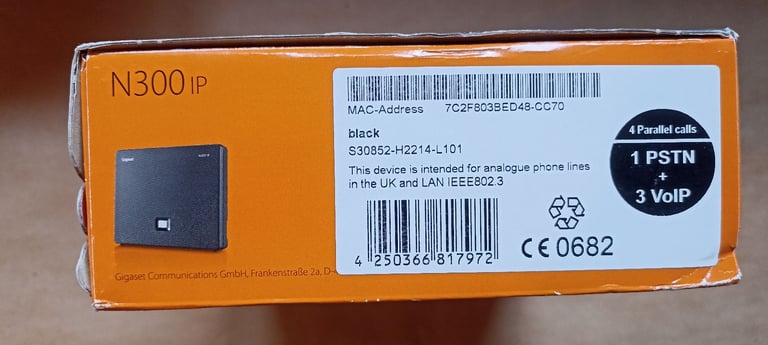 N300 IP
MAC-Address 7C2F803BED48-CC70
black
S30852-H2214-L101
This device is intended for analogue phone lines
in the UK and LAN IEEE802.3
4 250366 817972
CE 0682
4 Parallel calls
1 PSTN
+
3 VoIP
Gigaset
Gigaset Communications GmbH, Frankenstraße 2a, D-